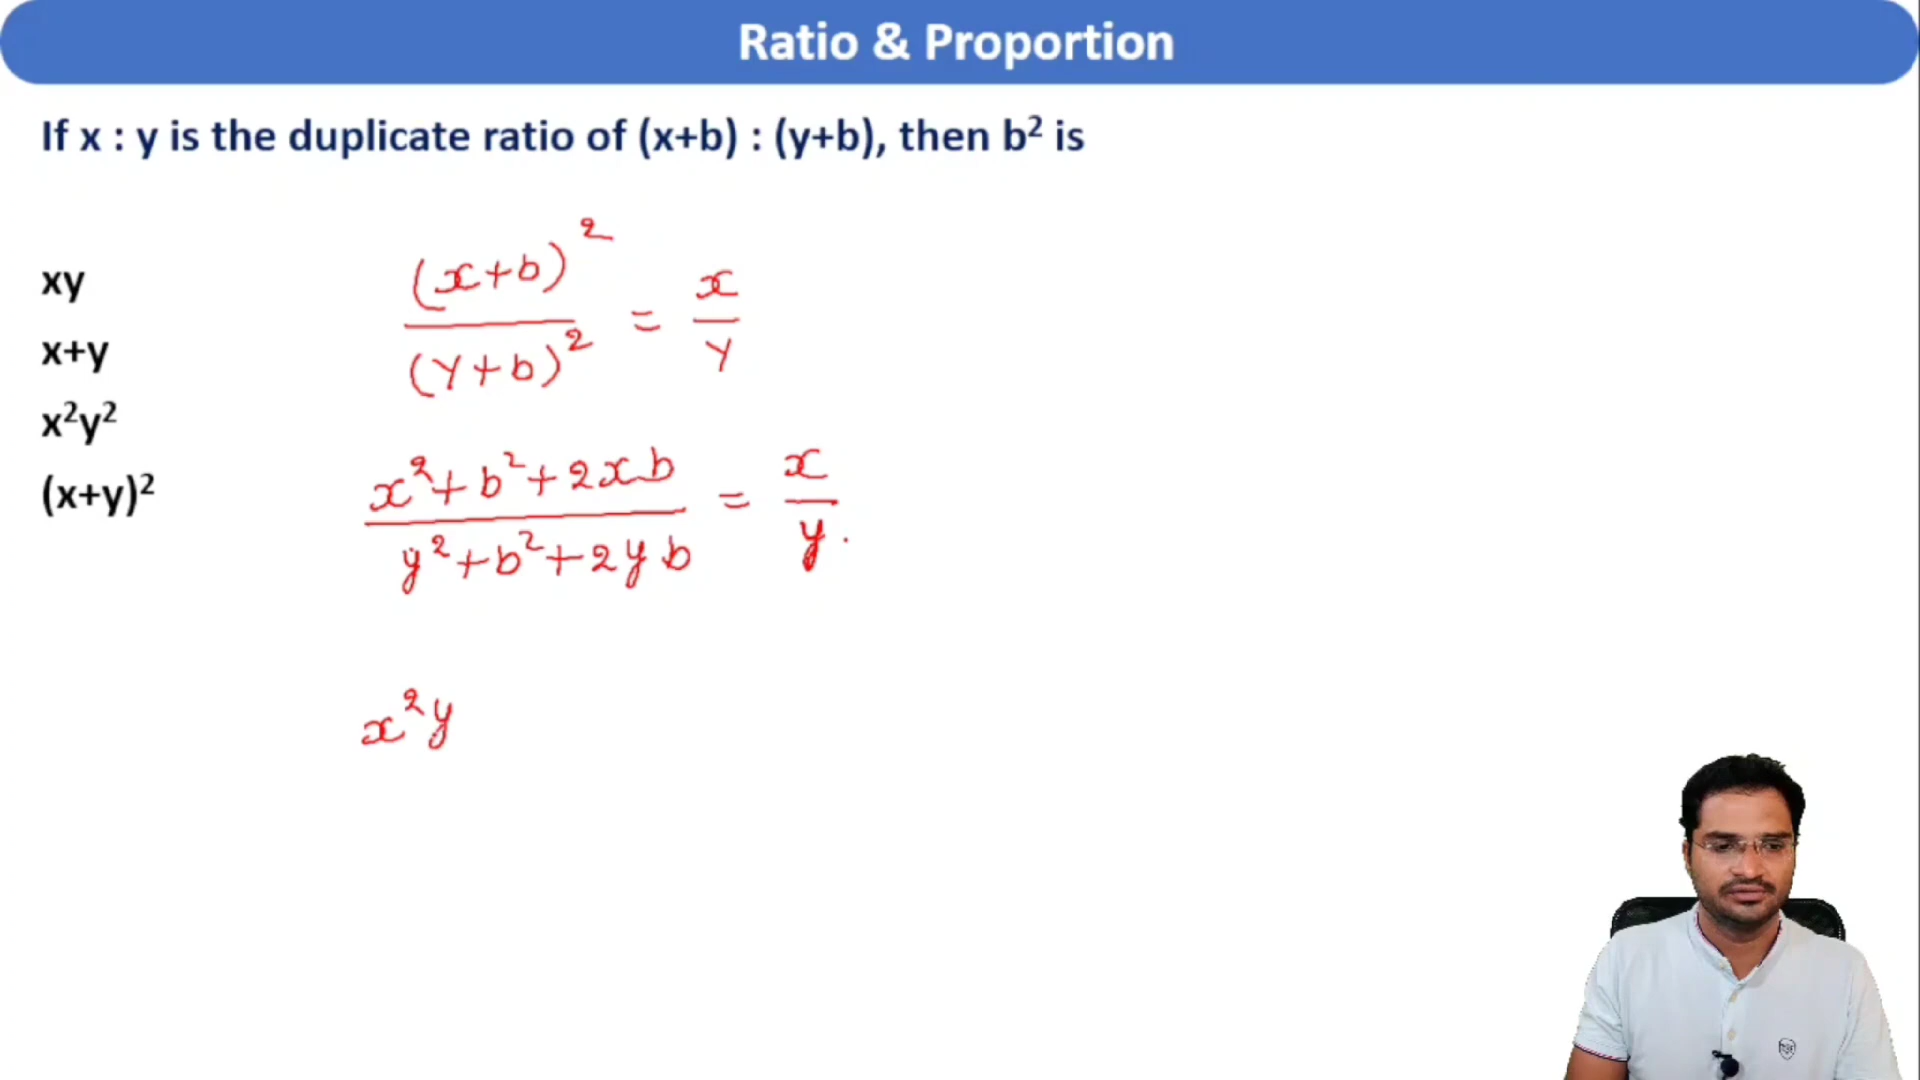 Ratio & Proportion
If x : y is the duplicate ratio of (x+b) : (y+b), then b² is
xy
x+y
x²y²
(x+y)²
(x+b)² / (y+b)² = x / y
x²+b²+2xb / y²+b²+2yb = x / y.
x²y